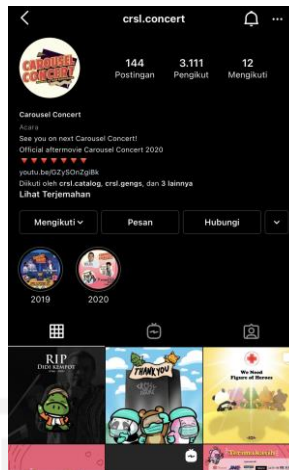 crsl.concert
CAROUSEL
CONCERT
144
3.111
12
Postingan
Pengikut
Mengikuti
Carousel Concert
Acara
See you on next Carousel Concert!
Official aftermovie Carousel Concert 2020
youtu.be/GZySOnZgiBk
Diikuti oleh crsl.catalog, crsl.gengs, dan 3 lainnya
Lihat Terjemahan
Mengikuti
Pesan
Hubungi
2019
2020
RIP
DIDI KEMPOT
THANK YOU
We Need
Figure of Heroes
Terimakasih